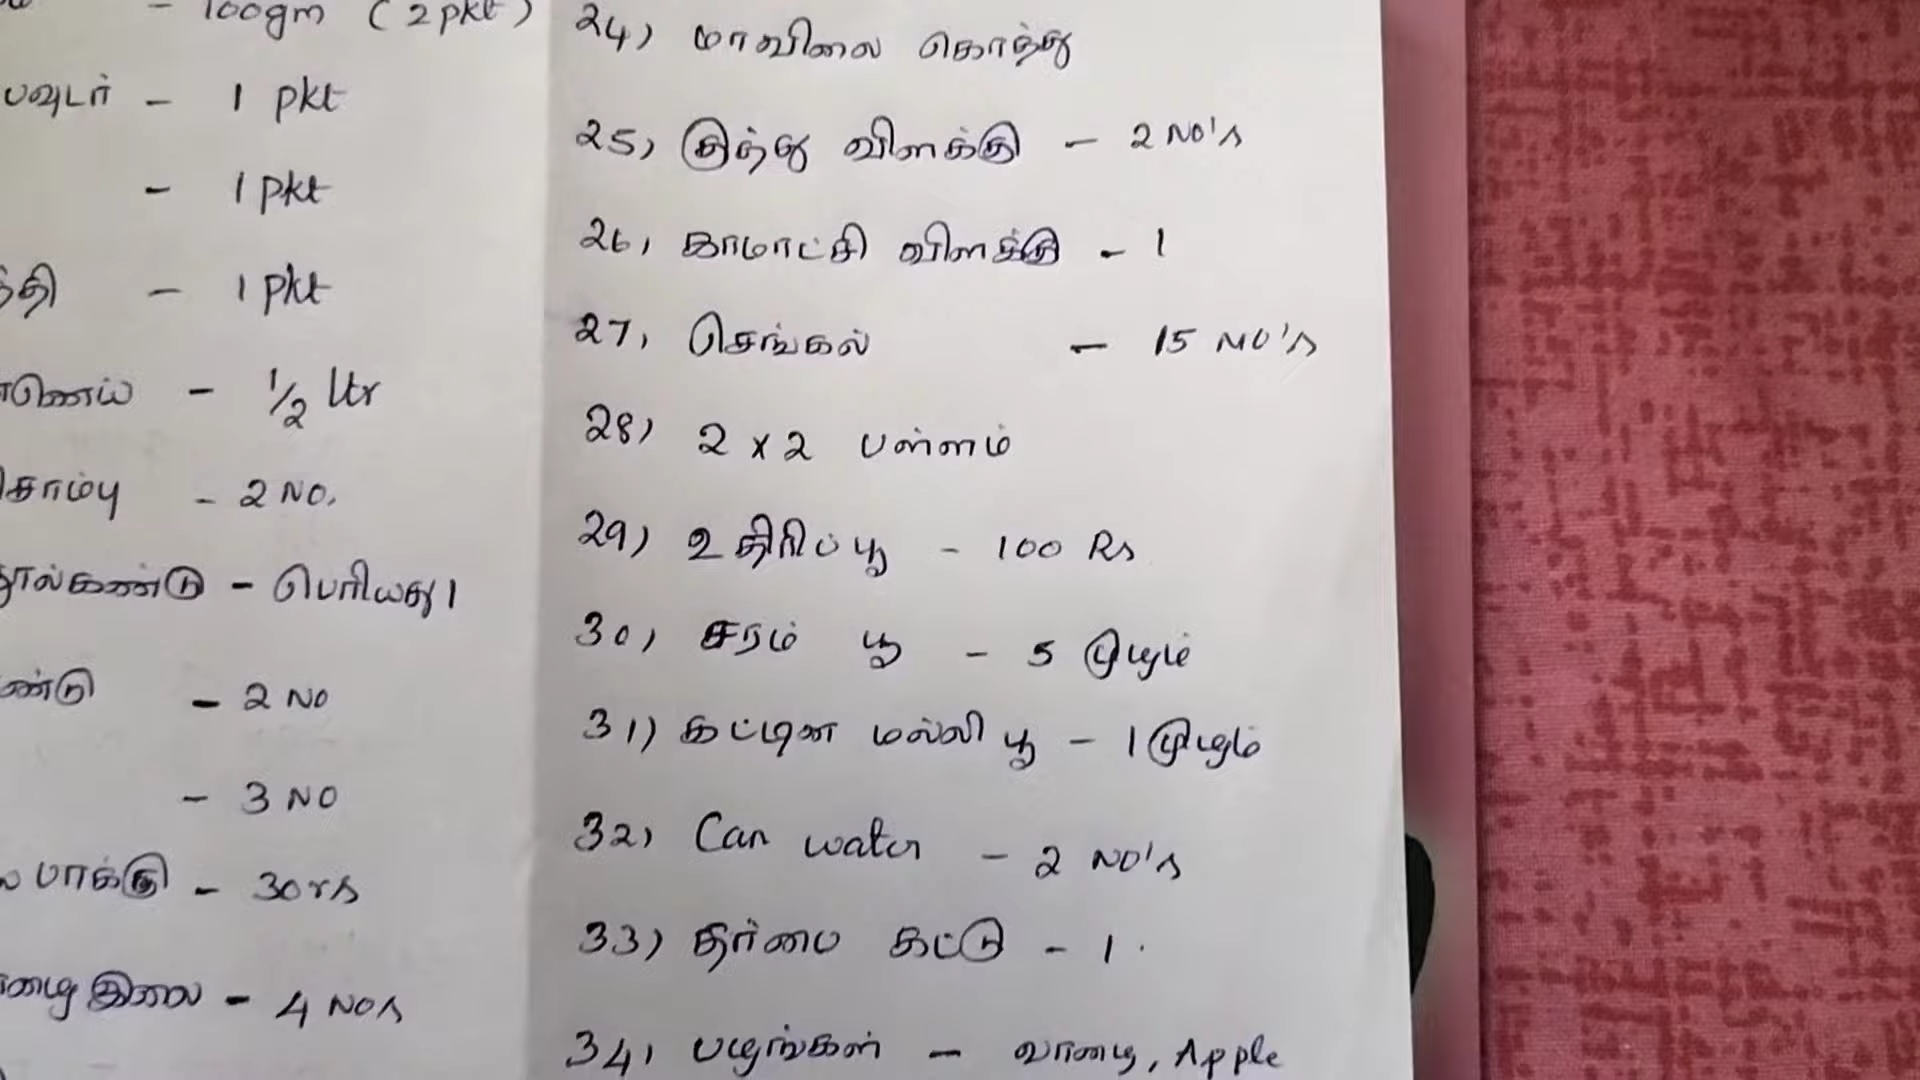 - 100gm (2pkt)
பவுடர் - 1 pkt
- 1 pkt
த்தி - 1 pkt
ணெய் - 1/2 ltr
சொம்பு - 2 NO.
நூல்கண்டு - பெரியது 1
ண்டு - 2 NO
- 3 NO
பாக்கு - 30 rs
ழை இலை - 4 NOs
24) மாவிலை கொத்து
25) குத்து விளக்கு - 2 NO's
26) காமாட்சி விளக்கு - 1
27) செங்கல் - 15 NO's
28) 2 x 2 பள்ளம்
29) உதிரிப்பூ - 100 Rs
30) சரம் பூ - 5 முழம்
31) கட்டின மல்லி பூ - 1 முழம்
32) Can water - 2 NO's
33) தர்பை கட்டு - 1.
34) பழங்கள் - வாழை, Apple